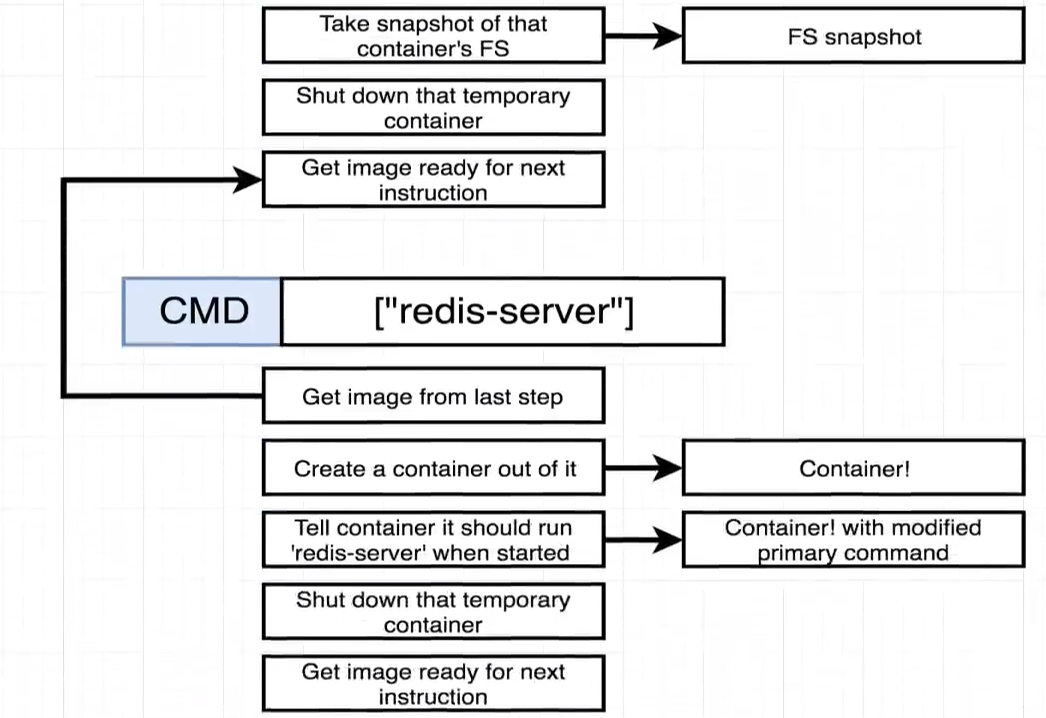 Take snapshot of that
container's FS
FS snapshot
Shut down that temporary
container
Get image ready for next
instruction
CMD
["redis-server"]
Get image from last step
Create a container out of it
Container!
Tell container it should run
'redis-server' when started
Container! with modified
primary command
Shut down that temporary
container
Get image ready for next
instruction